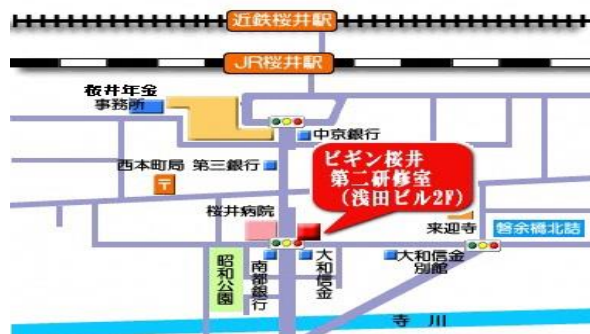 近鉄桜井駅
JR桜井駅
桜井年金
事務所
中京銀行
ビギン桜井
第二研修室
(浅田ビル2F)
西本町局
第三銀行
〒
桜井病院
来迎寺
磐余橋北詰
昭和公園
南都銀行
大和信金
大和信金
別館
寺川